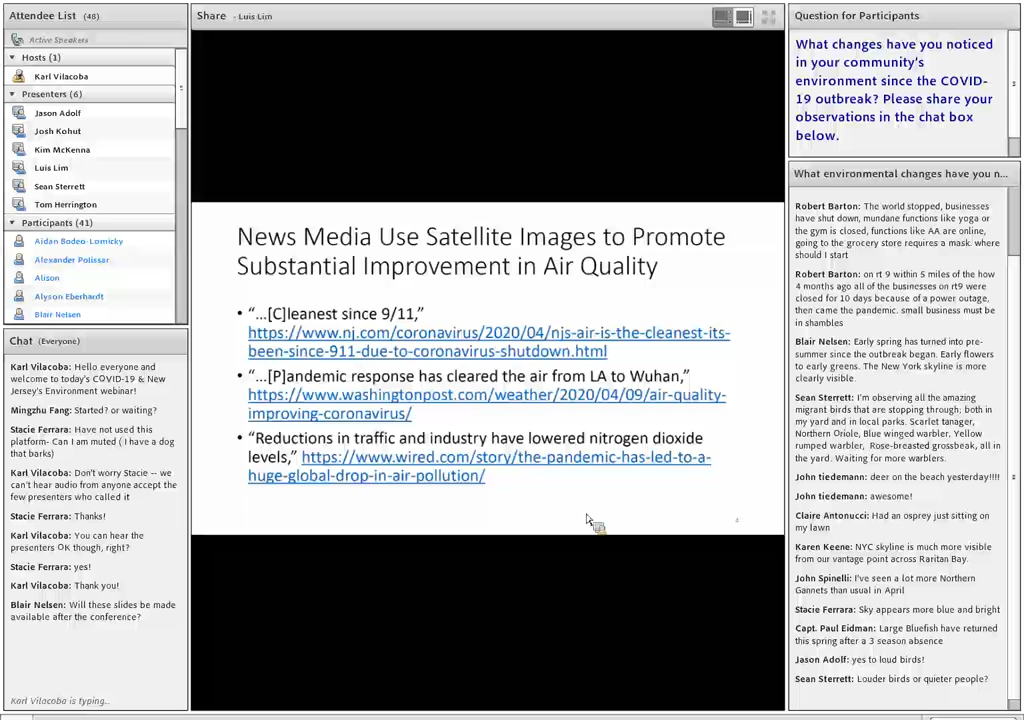 Attendee List (48)
Active Speakers
Hosts (1)
Karl Vilacoba
Presenters (6)
Jason Adolf
Josh Kohut
Kim McKenna
Luis Lim
Sean Sterrett
Tom Herrington
Participants (41)
Aidan Bodeo-Lomicky
Alexander Polissar
Alison
Alyson Eberhardt
Blair Nelsen
Chat (Everyone)
Karl Vilacoba: Hello everyone and
welcome to today's COVID-19 & New
Jersey's Environment webinar!
Mingzhu Fang: Started? or waiting?
Stacie Ferrara: Have not used this
platform- Can I am muted ( I have a dog
that barks)
Karl Vilacoba: Don't worry Stacie -- we
can't hear audio from anyone accept the
few presenters who called it
Stacie Ferrara: Thanks!
Karl Vilacoba: You can hear the
presenters OK though, right?
Stacie Ferrara: yes!
Karl Vilacoba: Thank you!
Blair Nelsen: Will these slides be made
available after the conference?
Karl Vilacoba is typing...
Share - Luis Lim
News Media Use Satellite Images to Promote
Substantial Improvement in Air Quality
• "...[C]leanest since 9/11,"
https://www.nj.com/coronavirus/2020/04/njs-air-is-the-cleanest-its-
been-since-911-due-to-coronavirus-shutdown.html
• "...[P]andemic response has cleared the air from LA to Wuhan,"
https://www.washingtonpost.com/weather/2020/04/09/air-quality-
improving-coronavirus/
• "Reductions in traffic and industry have lowered nitrogen dioxide
levels," https://www.wired.com/story/the-pandemic-has-led-to-a-
huge-global-drop-in-air-pollution/
4
Question for Participants
What changes have you noticed
in your community's
environment since the COVID-
19 outbreak? Please share your
observations in the chat box
below.
What environmental changes have you n...
Robert Barton: The world stopped, businesses
have shut down, mundane functions like yoga or
the gym is closed, functions like AA are online,
going to the grocery store requires a mask. where
should I start
Robert Barton: on rt 9 within 5 miles of the how
4 months ago all of the businesses on rt9 were
closed for 10 days because of a power outage,
then came the pandemic. small business must be
in shambles
Blair Nelsen: Early spring has turned into pre-
summer since the outbreak began. Early flowers
to early greens. The New York skyline is more
clearly visible.
Sean Sterrett: I'm observing all the amazing
migrant birds that are stopping through; both in
my yard and in local parks. Scarlet tanager,
Northern Oriole, Blue winged warbler, Yellow
rumped warbler, Rose-breasted grossbeak, all in
the yard. Waiting for more warblers.
John tiedemann: deer on the beach yesterday!!!!
John tiedemann: awesome!
Claire Antonucci: Had an osprey just sitting on
my lawn
Karen Keene: NYC skyline is much more visible
from our vantage point across Raritan Bay.
John Spinelli: I've seen a lot more Northern
Gannets than usual in April
Stacie Ferrara: Sky appears more blue and bright
Capt. Paul Eidman: Large Bluefish have returned
this spring after a 3 season absence
Jason Adolf: yes to loud birds!
Sean Sterrett: Louder birds or quieter people?